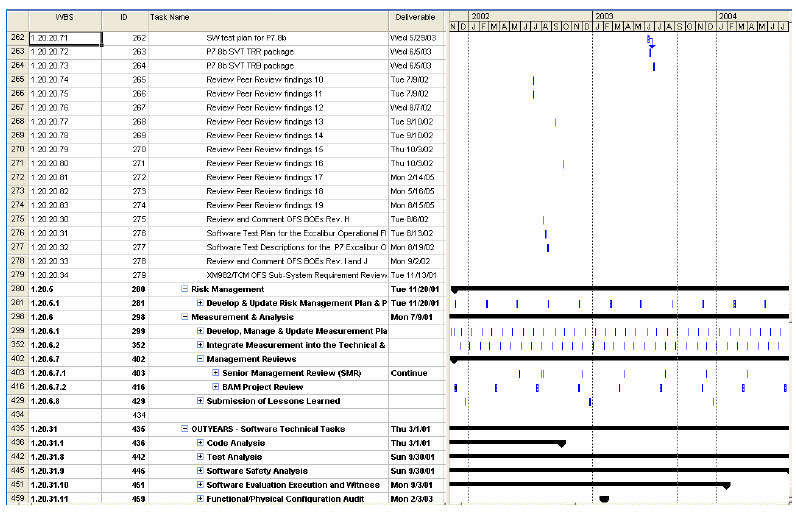 WBS ID Task Name Deliverable 2002 2003 2004
N D J F M A M J J A S O N D J F M A M J J A S O N D J F M A M J J
262 1.20.20.71 262 SW test plan for P7.8b Wed 5/28/03
263 1.20.20.72 263 P7.8b SVT TRR package Wed 6/5/03
264 1.20.20.73 264 P7.8b SVT TRB package Wed 6/5/03
265 1.20.20.74 265 Review Peer Review findings 10 Tue 7/9/02
266 1.20.20.75 266 Review Peer Review findings 11 Tue 7/9/02
267 1.20.20.76 267 Review Peer Review findings 12 Wed 8/7/02
268 1.20.20.77 268 Review Peer Review findings 13 Tue 9/10/02
269 1.20.20.78 269 Review Peer Review findings 14 Tue 9/10/02
270 1.20.20.79 270 Review Peer Review findings 15 Thu 10/3/02
271 1.20.20.80 271 Review Peer Review findings 16 Thu 10/3/02
272 1.20.20.81 272 Review Peer Review findings 17 Mon 2/14/05
273 1.20.20.82 273 Review Peer Review findings 18 Mon 5/16/05
274 1.20.20.83 274 Review Peer Review findings 19 Mon 8/15/05
275 1.20.20.30 275 Review and Comment OFS BOEs Rev. H Tue 8/6/02
276 1.20.20.31 276 Software Test Plan for the Excalibur Operational Fl Tue 8/13/02
277 1.20.20.32 277 Software Test Descriptions for the P7 Excalibur O Mon 8/19/02
278 1.20.20.33 278 Review and Comment OFS BOEs Rev. I and J Mon 9/2/02
279 1.20.20.34 279 XM982/TCM OFS Sub-System Requirement Review Tue 11/13/01
280 1.20.5 280 Risk Management Tue 11/20/01
281 1.20.5.1 281 Develop & Update Risk Management Plan & P Tue 11/20/01
298 1.20.6 298 Measurement & Analysis Mon 7/9/01
299 1.20.6.1 299 Develop, Manage & Update Measurement Pla
352 1.20.6.2 352 Integrate Measurement into the Technical &
402 1.20.6.7 402 Management Reviews
403 1.20.6.7.1 403 Senior Management Review (SMR) Continue
416 1.20.6.7.2 416 BAM Project Review
429 1.20.6.8 429 Submission of Lessons Learned
434 434
435 1.20.31 435 OUTYEARS - Software Technical Tasks Thu 3/1/01
436 1.20.31.1 436 Code Analysis Thu 3/1/01
442 1.20.31.8 442 Test Analysis Sun 9/30/01
445 1.20.31.9 445 Software Safety Analysis Sun 9/30/01
451 1.20.31.10 451 Software Evaluation Execution and Witness Mon 9/3/01
459 1.20.31.11 459 Functional/Physical Configuration Audit Mon 2/3/03